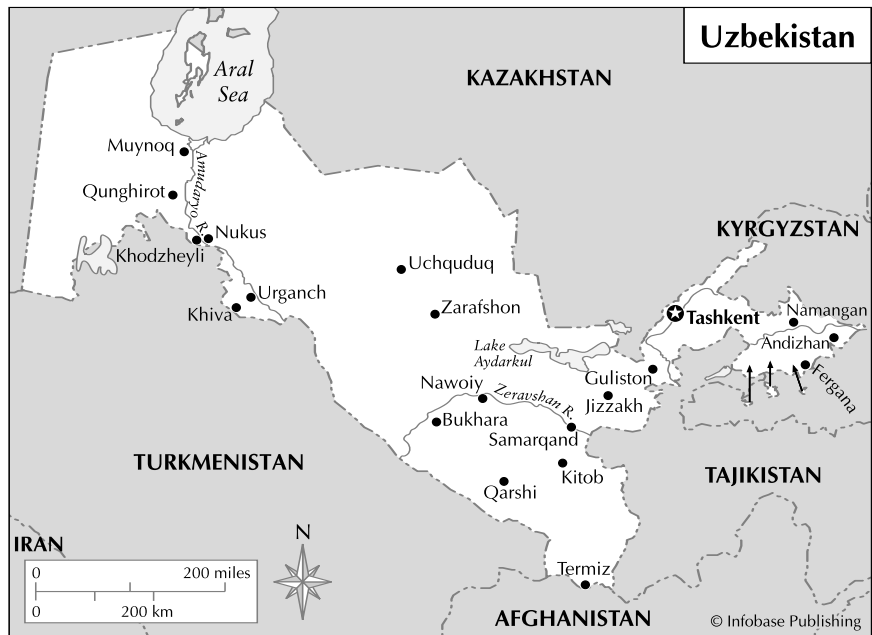 Uzbekistan
Aral
Sea
KAZAKHSTAN
Muynoq
Amudaryo R.
Qunghirot
Nukus
KYRGYZSTAN
Khodzheyli
Uchquduq
Urganch
Khiva
Zarafshon
Tashkent
Namangan
Andizhan
Lake
Aydarkul
Fergana
Guliston
Nawoiy
Zeravshan R.
Jizzakh
Bukhara
Samarqand
TURKMENISTAN
Kitob
TAJIKISTAN
Qarshi
N
IRAN
Termiz
0
200 miles
0
200 km
AFGHANISTAN
© Infobase Publishing